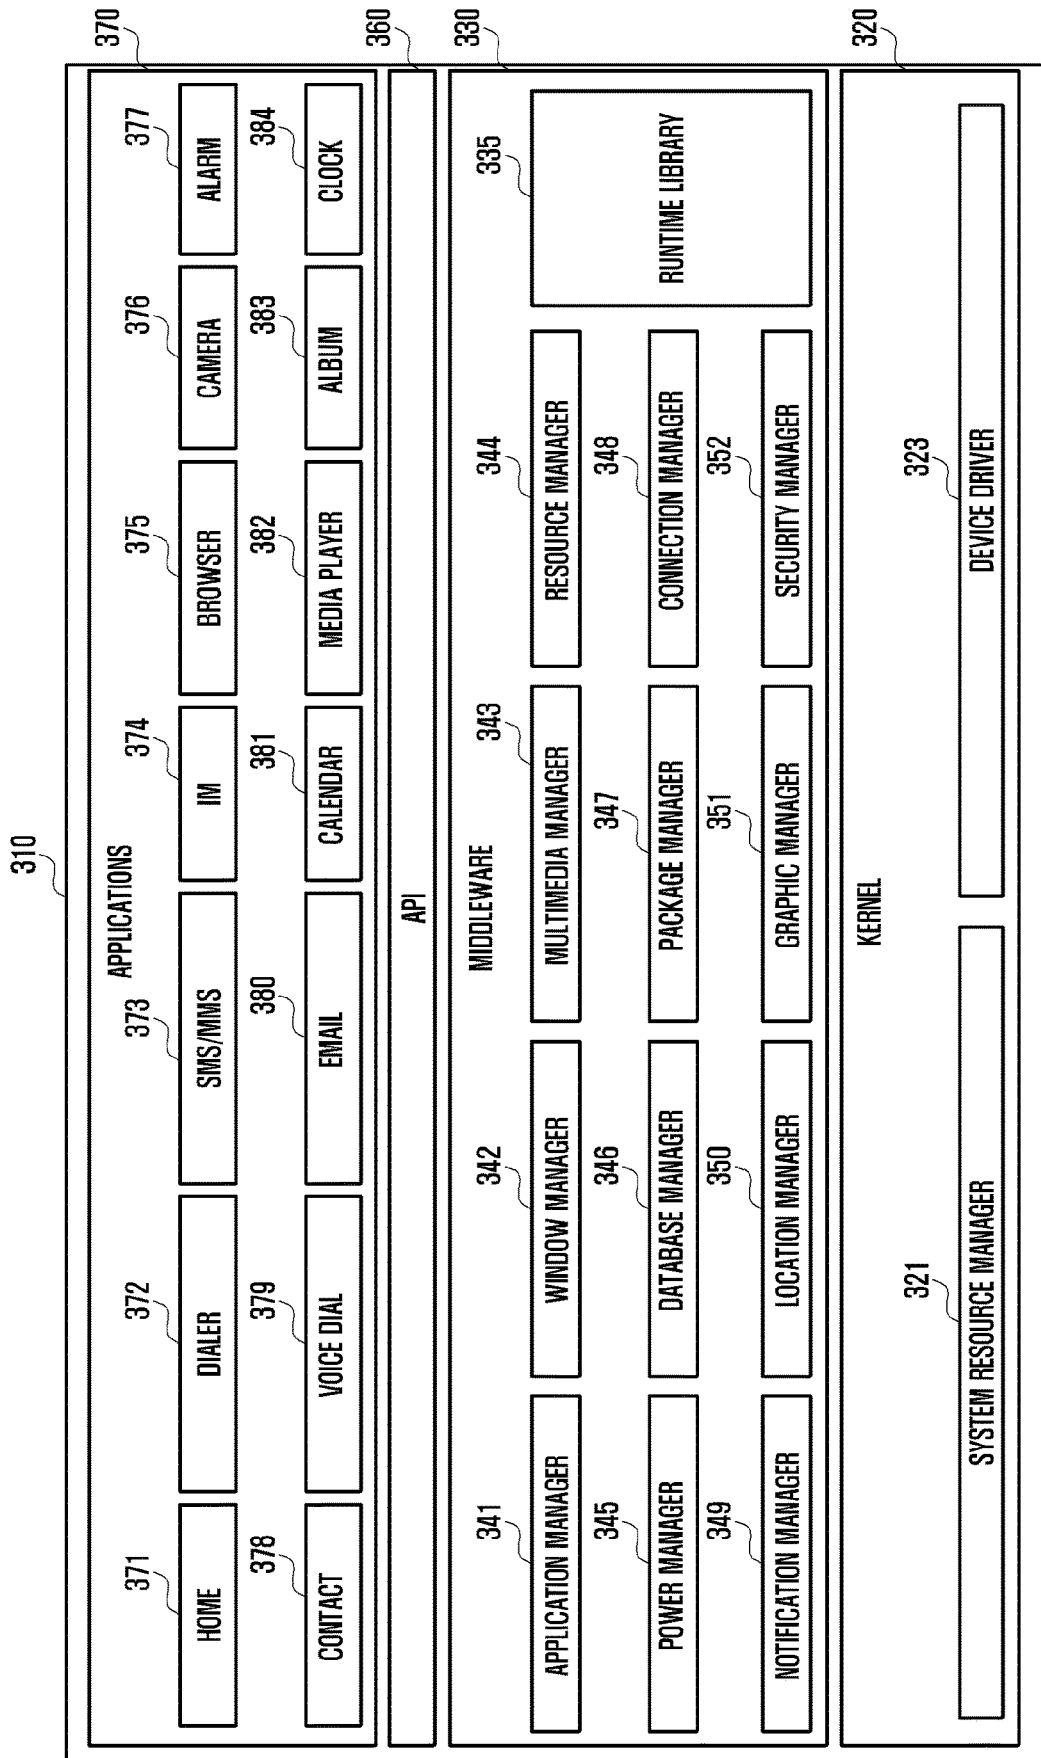 310
APPLICATIONS
370
371 372 373 374 375 376 377
HOME DIALER SMS/MMS IM BROWSER CAMERA ALARM
378 379 380 381 382 383 384
CONTACT VOICE DIAL EMAIL CALENDAR MEDIA PLAYER ALBUM CLOCK
360
API
330
MIDDLEWARE
341 342 343 344 335
APPLICATION MANAGER WINDOW MANAGER MULTIMEDIA MANAGER RESOURCE MANAGER
345 346 347 348
POWER MANAGER DATABASE MANAGER PACKAGE MANAGER CONNECTION MANAGER RUNTIME LIBRARY
349 350 351 352
NOTIFICATION MANAGER LOCATION MANAGER GRAPHIC MANAGER SECURITY MANAGER
320
KERNEL
321 323
SYSTEM RESOURCE MANAGER DEVICE DRIVER